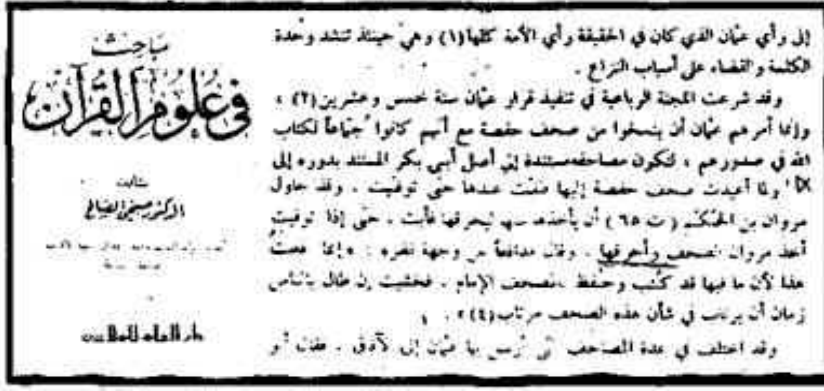 إلى رأي عثمان الذي كان في الحقيقة رأي الأمة كلها(١) وهي حينئذ تنشد وحدة
الكلمة والقضاء على أسباب النزاع .
وقد شرعت اللجنة الرباعية في تنفيذ قرار عثمان سنة خمس وعشرين (٢) ،
وإنما أمرهم عثمان أن ينسخوا من صحف حفصة مع أنهم كانوا جماعاً لكتاب
الله في صدورهم ، لتكون مصاحفه مستندة إلى أصل أبي بكر المستند بدوره إلى
ولما أعيدت صحف حفصة إليها ظلت عندها حتى توفيت . وقد حاول
مروان بن الحكم (ت ٦٥) أن يأخذها منها ليحرقها فأبت ، حتى إذا توفيت
أخذ مروان الصحف وأحرقها . وقال مدافعاً عن وجهة نظره : «إنما فعلت
هذا لأن ما فيها قد كتب وحفظ بالمصحف الإمام ، فخشيت إن طال بالناس
زمان أن يرتاب في شأن هذه الصحف مرتاب(٤)» .
وقد اختلف في عدة المصاحف التي أرسل بها عثمان إلى الآفاق ، فقال أبو
مباحث
في علوم القرآن
تأليف
الدكتور صبحي الصالح
دار العلم للملايين